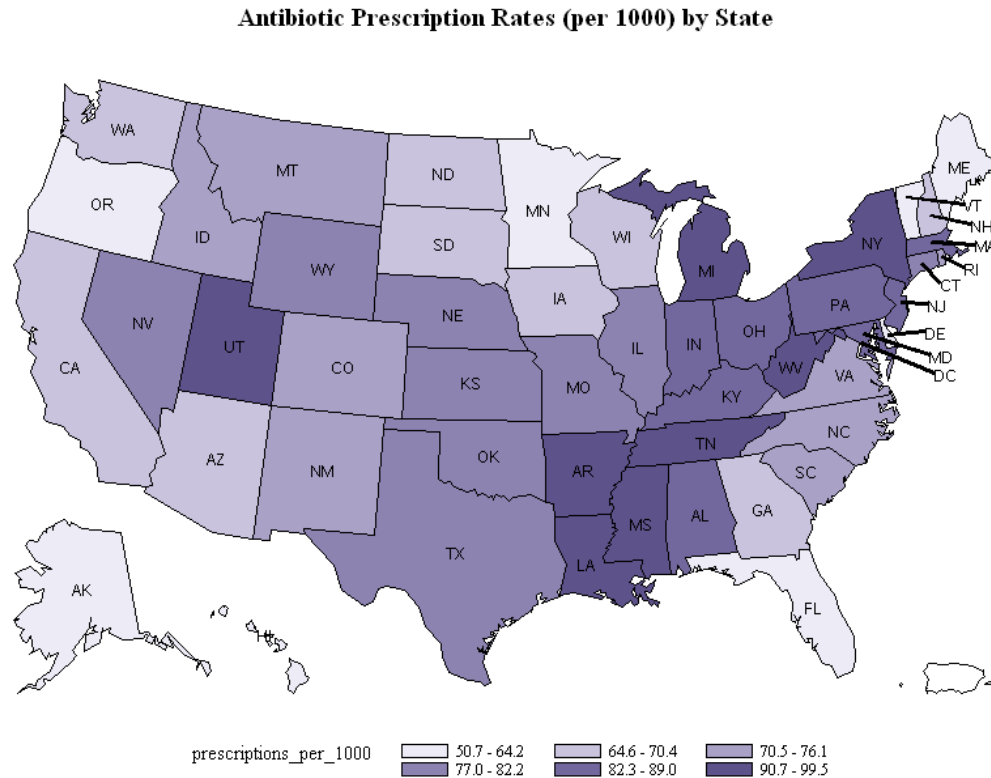 Antibiotic Prescription Rates (per 1000) by State
WA
MT
ND
MN
ME
OR
ID
SD
WI
MI
NY
VT
NH
MA
RI
CT
WY
IA
PA
NJ
NV
UT
NE
IL
IN
OH
DE
MD
DC
CA
CO
KS
MO
KY
WV
VA
AZ
NM
OK
AR
TN
NC
SC
TX
LA
MS
AL
GA
AK
HI
FL
prescriptions_per_1000 50.7 - 64.2 64.6 - 70.4 70.5 - 76.1
77.0 - 82.2 82.3 - 89.0 90.7 - 99.5